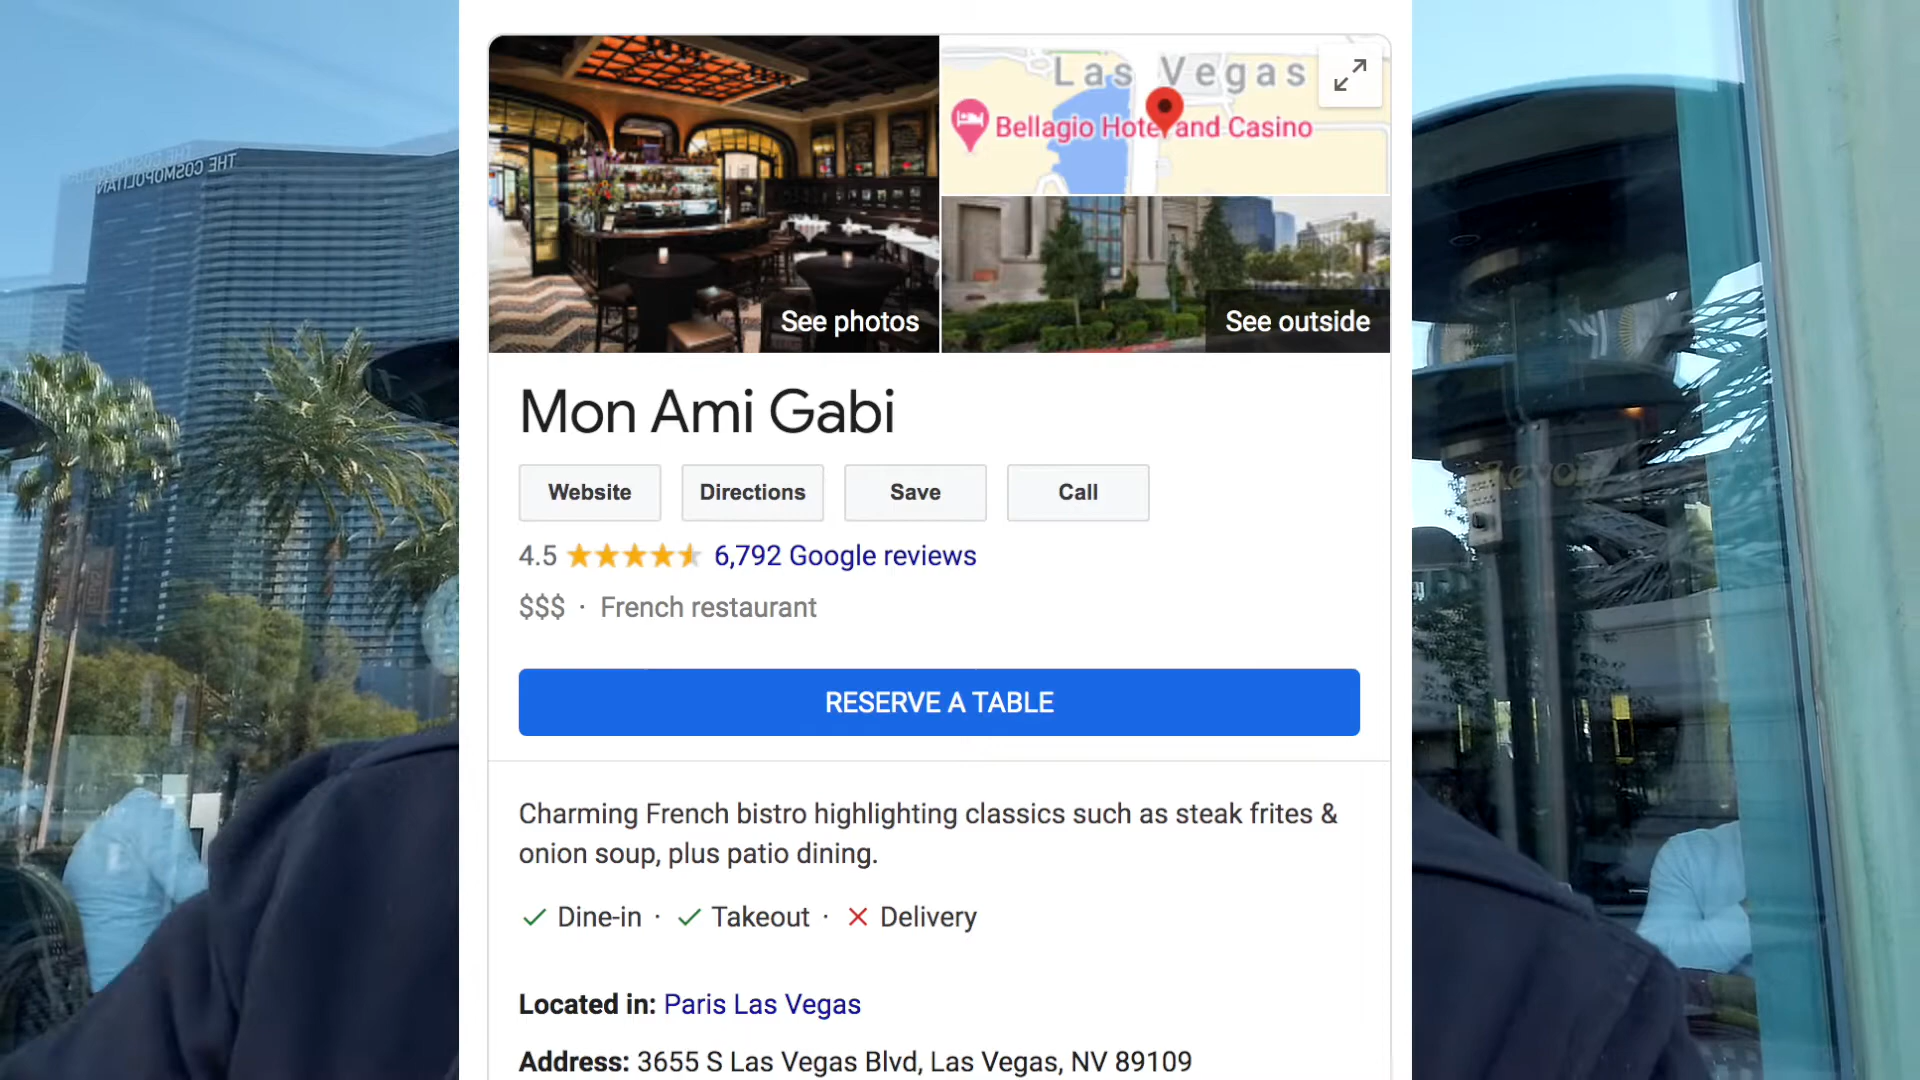 THE COSMOPOLITAN
THE COSMOPOLITAN
Las Vegas
Bellagio Hotel and Casino
See photos
See outside
Mon Ami Gabi
Website
Directions
Save
Call
4.5 6,792 Google reviews
$$$ · French restaurant
RESERVE A TABLE
Charming French bistro highlighting classics such as steak frites &
onion soup, plus patio dining.
Dine-in · Takeout · Delivery
Located in: Paris Las Vegas
Address: 3655 S Las Vegas Blvd, Las Vegas, NV 89109